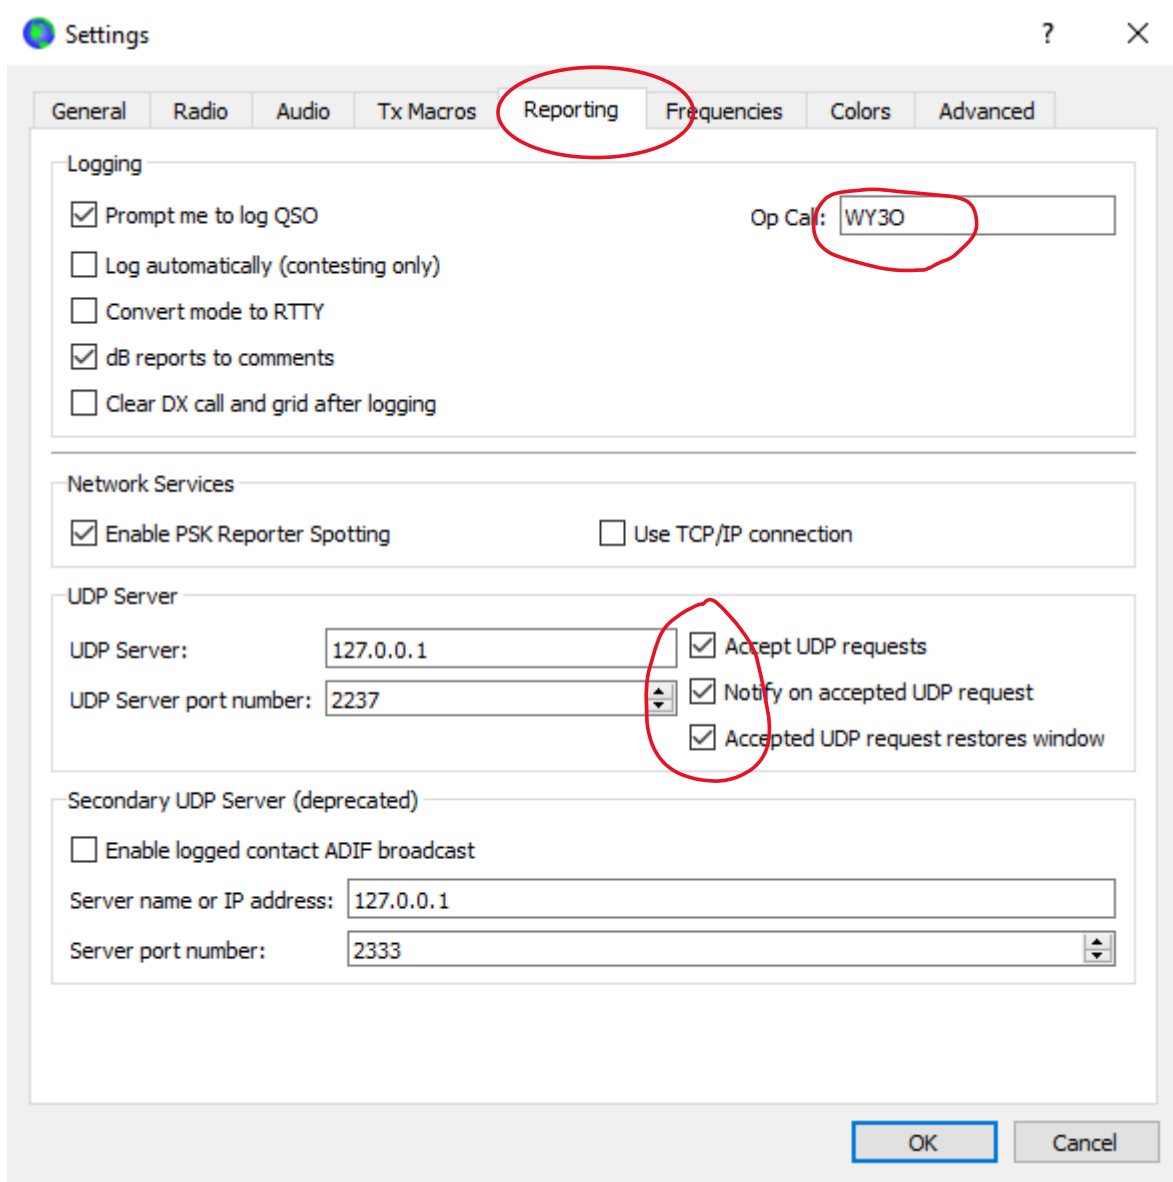 Settings
?
General Radio Audio Tx Macros Reporting Frequencies Colors Advanced
Logging
Prompt me to log QSO
Op Call: WY3O
Log automatically (contesting only)
Convert mode to RTTY
dB reports to comments
Clear DX call and grid after logging
Network Services
Enable PSK Reporter Spotting
Use TCP/IP connection
UDP Server
UDP Server: 127.0.0.1
Accept UDP requests
UDP Server port number: 2237
Notify on accepted UDP request
Accepted UDP request restores window
Secondary UDP Server (deprecated)
Enable logged contact ADIF broadcast
Server name or IP address: 127.0.0.1
Server port number: 2333
OK Cancel